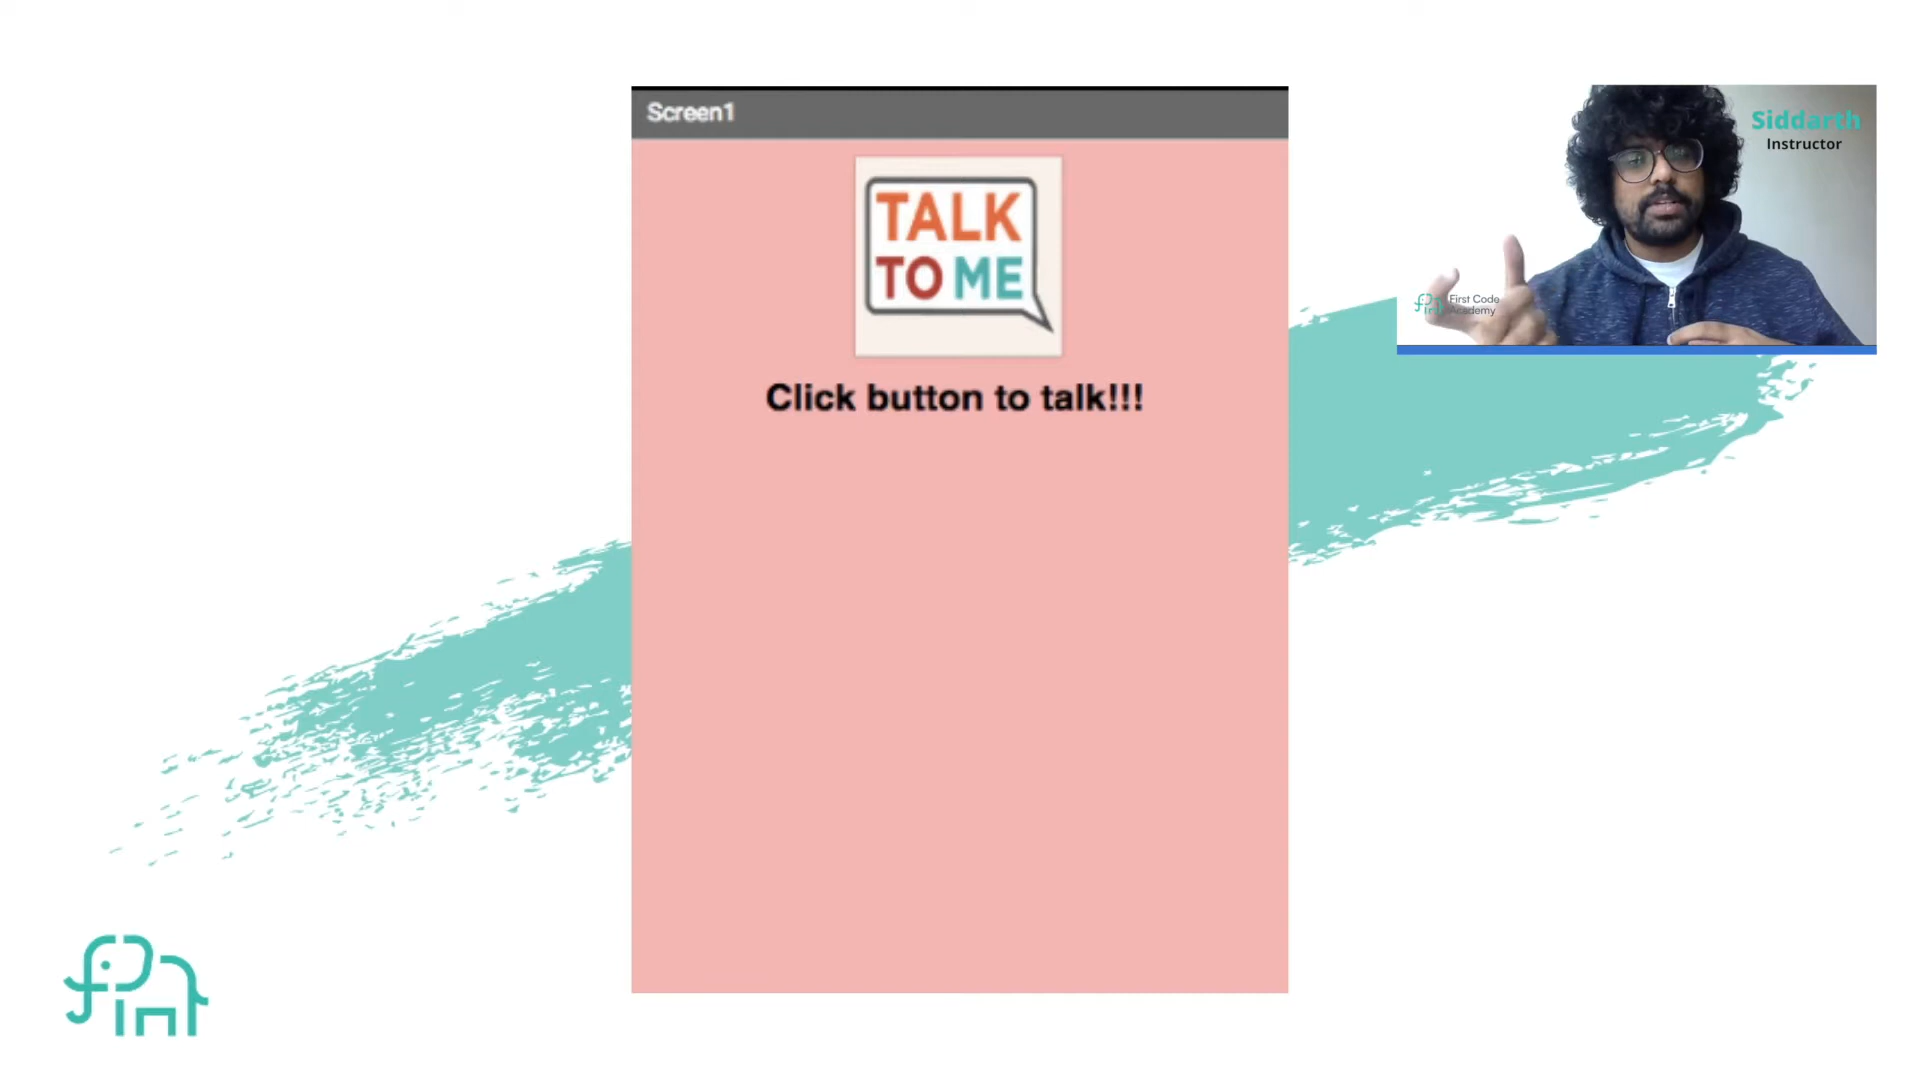 Screen1
TALK
TO ME
Click button to talk!!!
Siddarth
Instructor
First Code
Academy